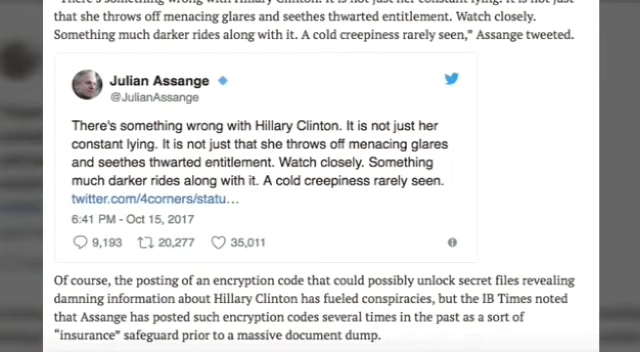 that she throws off menacing glares and seethes thwarted entitlement. Watch closely.
Something much darker rides along with it. A cold creepiness rarely seen,” Assange tweeted.
Julian Assange
@JulianAssange
There's something wrong with Hillary Clinton. It is not just her
constant lying. It is not just that she throws off menacing glares
and seethes thwarted entitlement. Watch closely. Something
much darker rides along with it. A cold creepiness rarely seen.
twitter.com/4corners/statu…
6:41 PM - Oct 15, 2017
9,193 20,277 35,011
Of course, the posting of an encryption code that could possibly unlock secret files revealing
damning information about Hillary Clinton has fueled conspiracies, but the IB Times noted
that Assange has posted such encryption codes several times in the past as a sort of
“insurance” safeguard prior to a massive document dump.